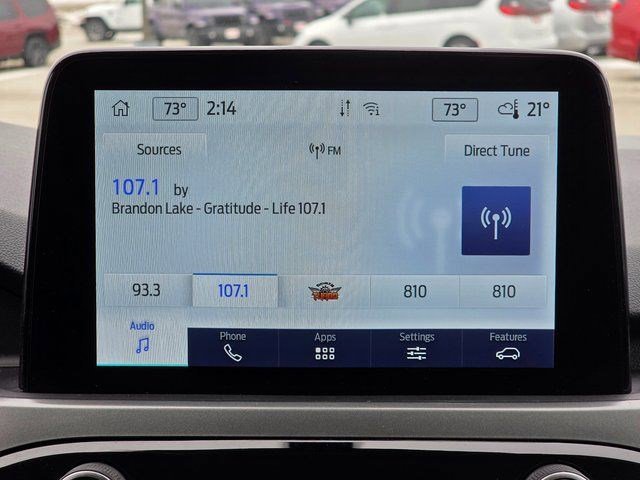 73° 2:14 73° 21°
Sources FM Direct Tune
107.1 by
Brandon Lake - Gratitude - Life 107.1
93.3 107.1 810 810
Audio Phone Apps Settings Features